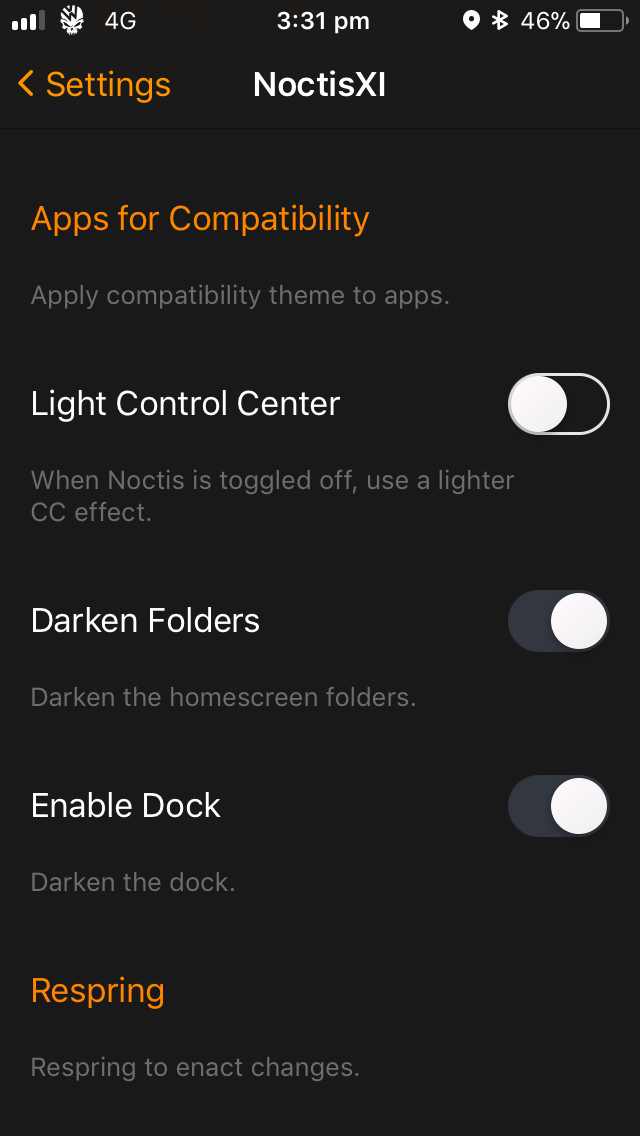 4G 3:31 pm 46%
Settings NoctisXI
Apps for Compatibility
Apply compatibility theme to apps.
Light Control Center
When Noctis is toggled off, use a lighter
CC effect.
Darken Folders
Darken the homescreen folders.
Enable Dock
Darken the dock.
Respring
Respring to enact changes.